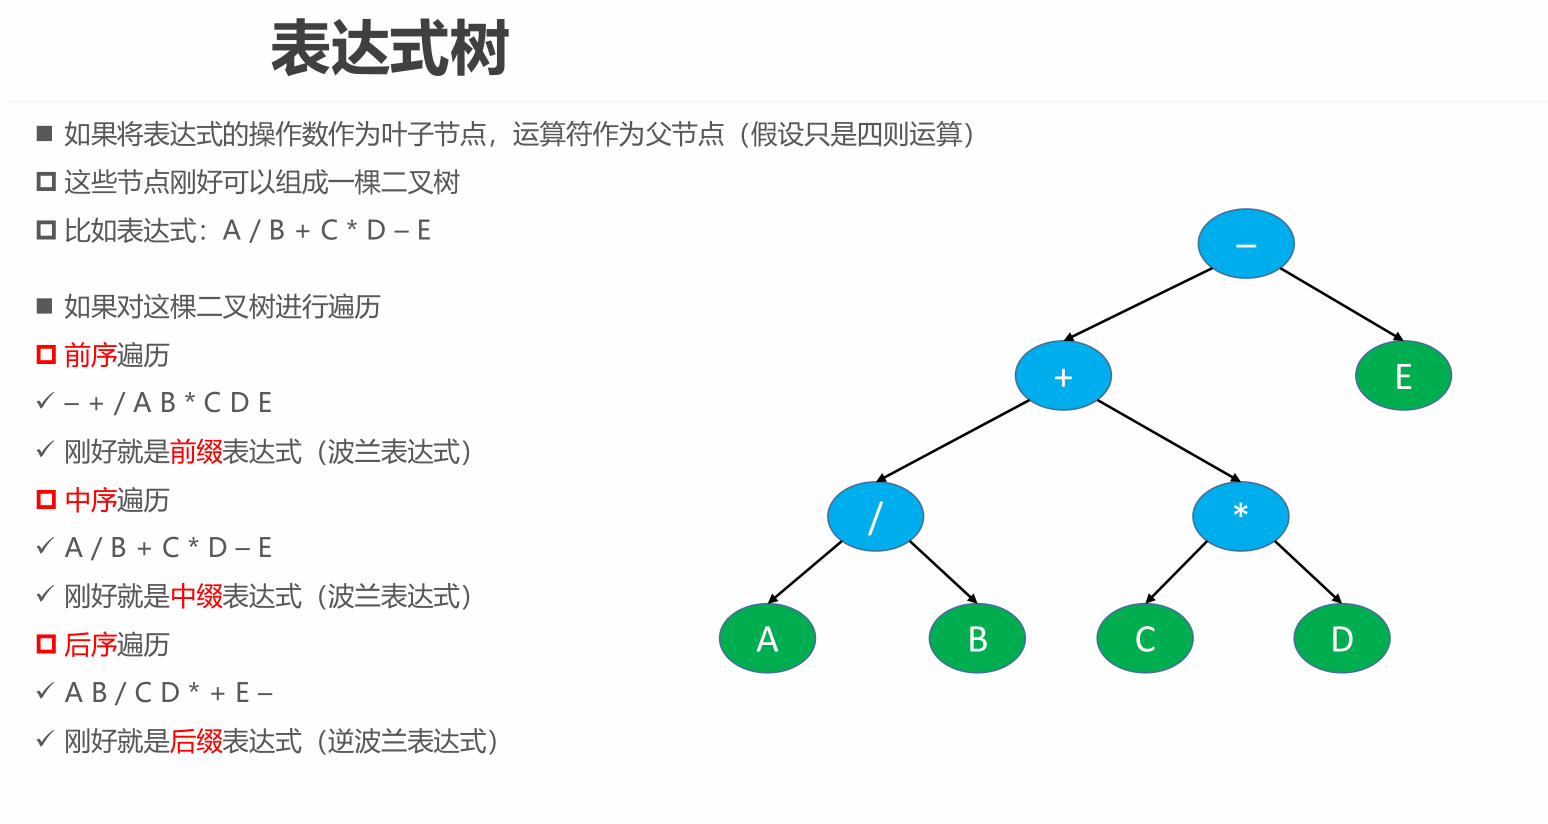 表达式树
如果将表达式的操作数作为叶子节点，运算符作为父节点（假设只是四则运算）
这些节点刚好可以组成一棵二叉树
比如表达式：A / B + C * D – E
如果对这棵二叉树进行遍历
前序遍历
– + / A B * C D E
刚好就是前缀表达式（波兰表达式）
中序遍历
A / B + C * D – E
刚好就是中缀表达式（波兰表达式）
后序遍历
A B / C D * + E –
刚好就是后缀表达式（逆波兰表达式）
–
+
E
/
*
A
B
C
D